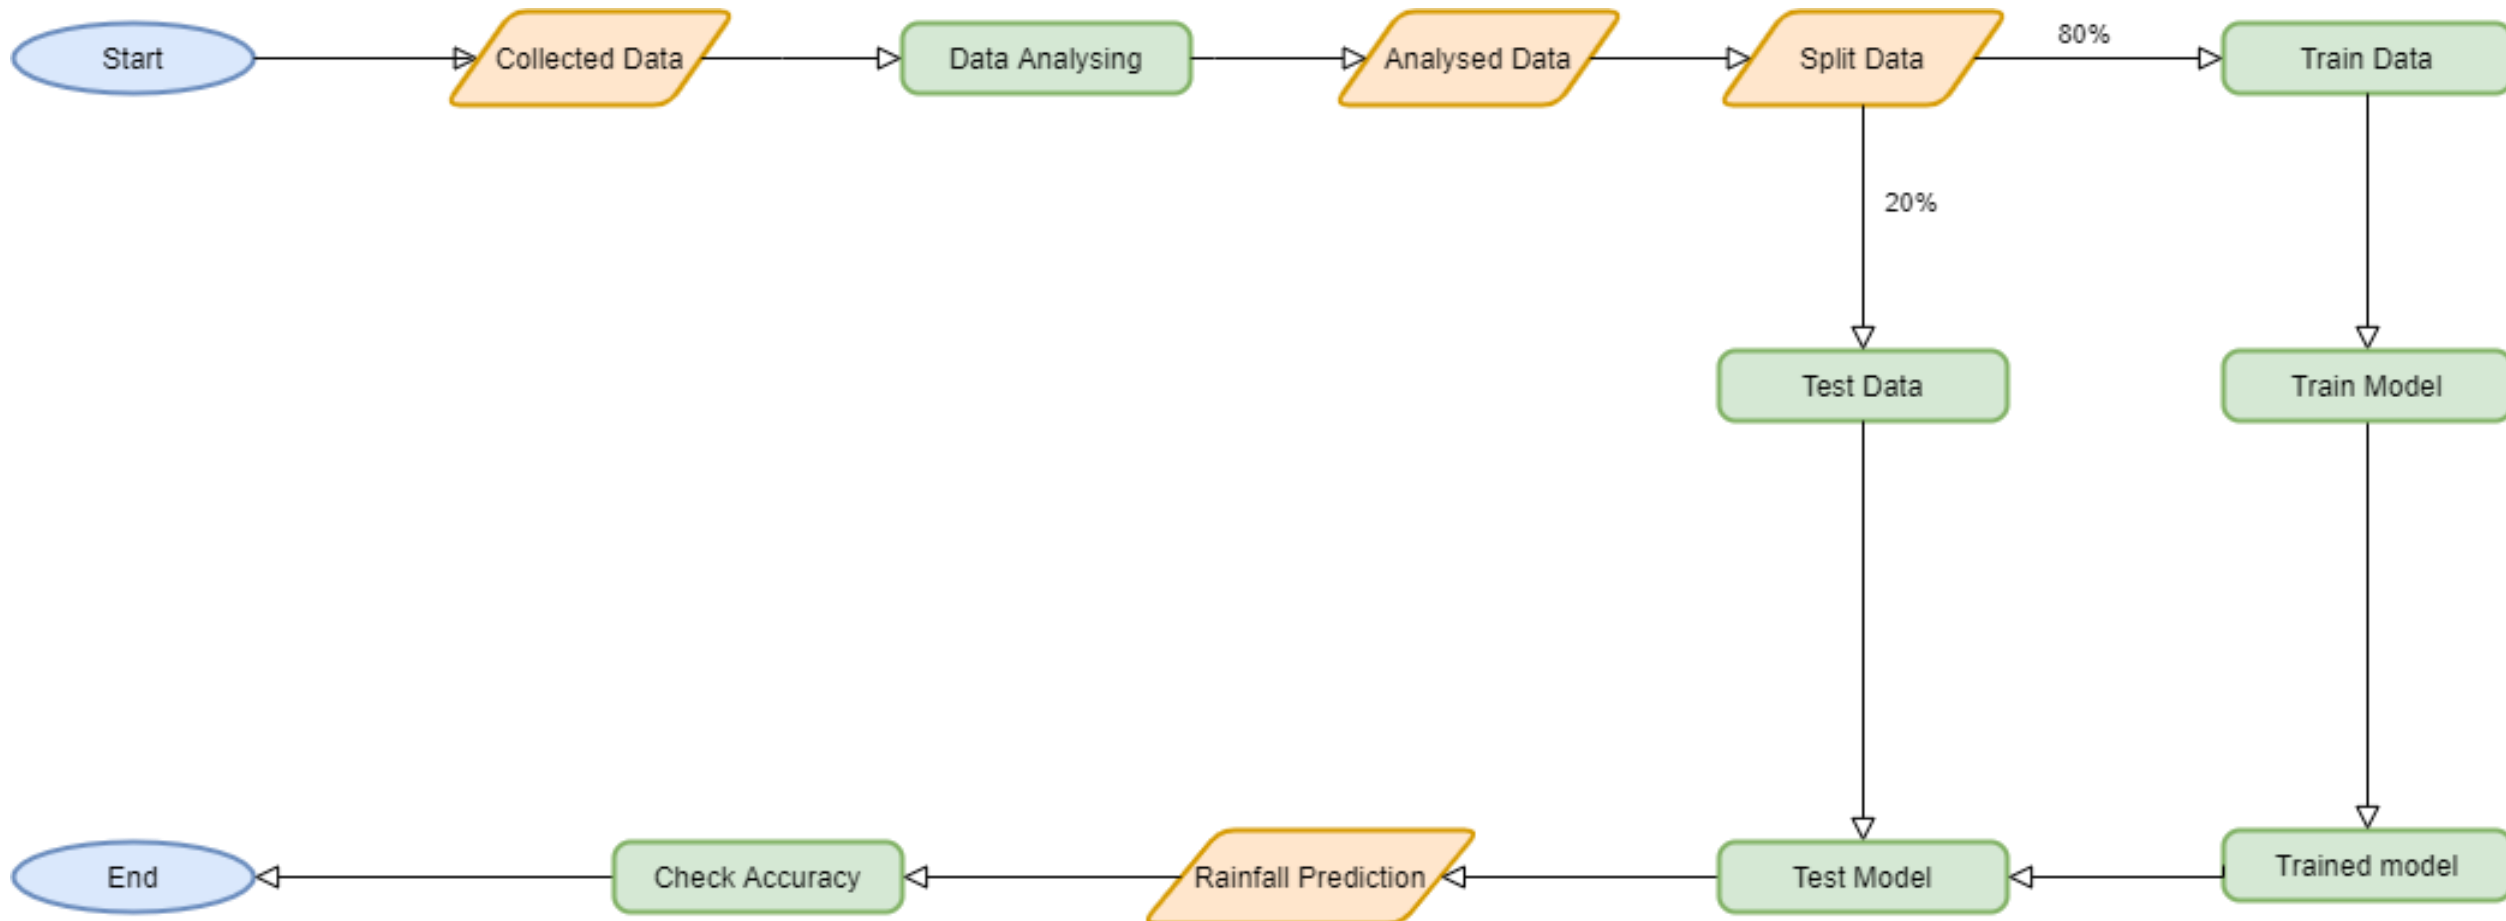 Start
Collected Data
Data Analysing
Analysed Data
Split Data
80%
Train Data
20%
Test Data
Train Model
End
Check Accuracy
Rainfall Prediction
Test Model
Trained model